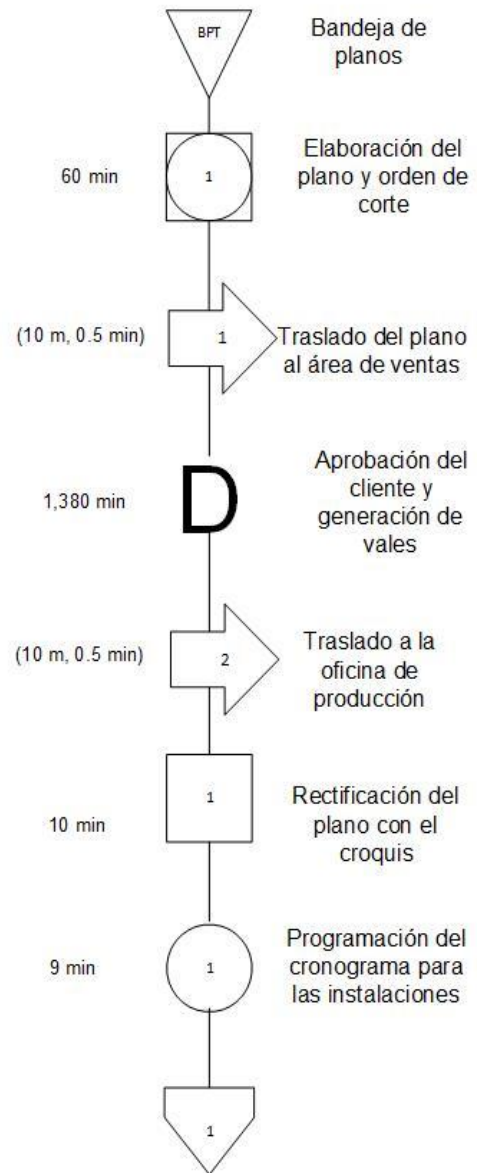 BPT
Bandeja de
planos
60 min
1
Elaboración del
plano y orden de
corte
(10 m, 0.5 min)
1
Traslado del plano
al área de ventas
1,380 min
D
Aprobación del
cliente y
generación de
vales
(10 m, 0.5 min)
2
Traslado a la
oficina de
producción
10 min
1
Rectificación del
plano con el
croquis
9 min
1
Programación del
cronograma para
las instalaciones
1